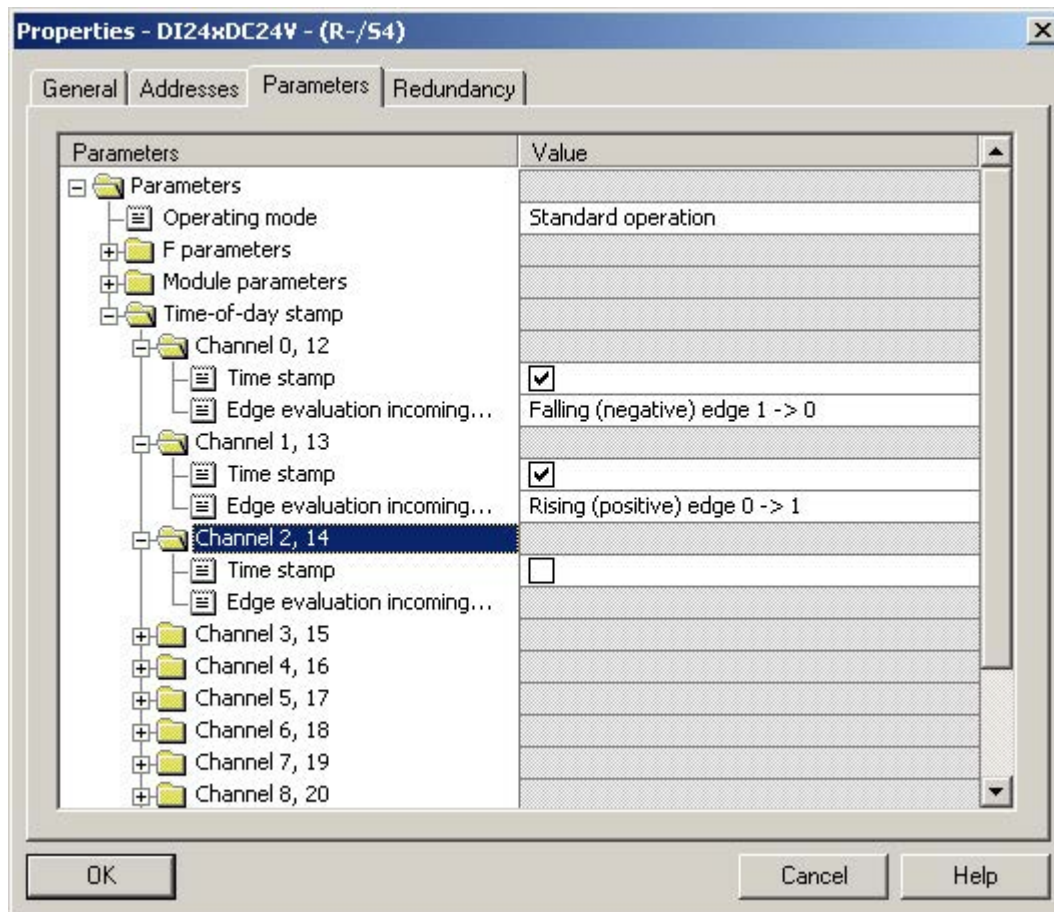 Properties - DI24xDC24V - (R-/S4)
General Addresses Parameters Redundancy
Parameters Value
Parameters
Operating mode Standard operation
F parameters
Module parameters
Time-of-day stamp
Channel 0, 12
Time stamp
Edge evaluation incoming... Falling (negative) edge 1 -> 0
Channel 1, 13
Time stamp
Edge evaluation incoming... Rising (positive) edge 0 -> 1
Channel 2, 14
Time stamp
Edge evaluation incoming...
Channel 3, 15
Channel 4, 16
Channel 5, 17
Channel 6, 18
Channel 7, 19
Channel 8, 20
OK Cancel Help